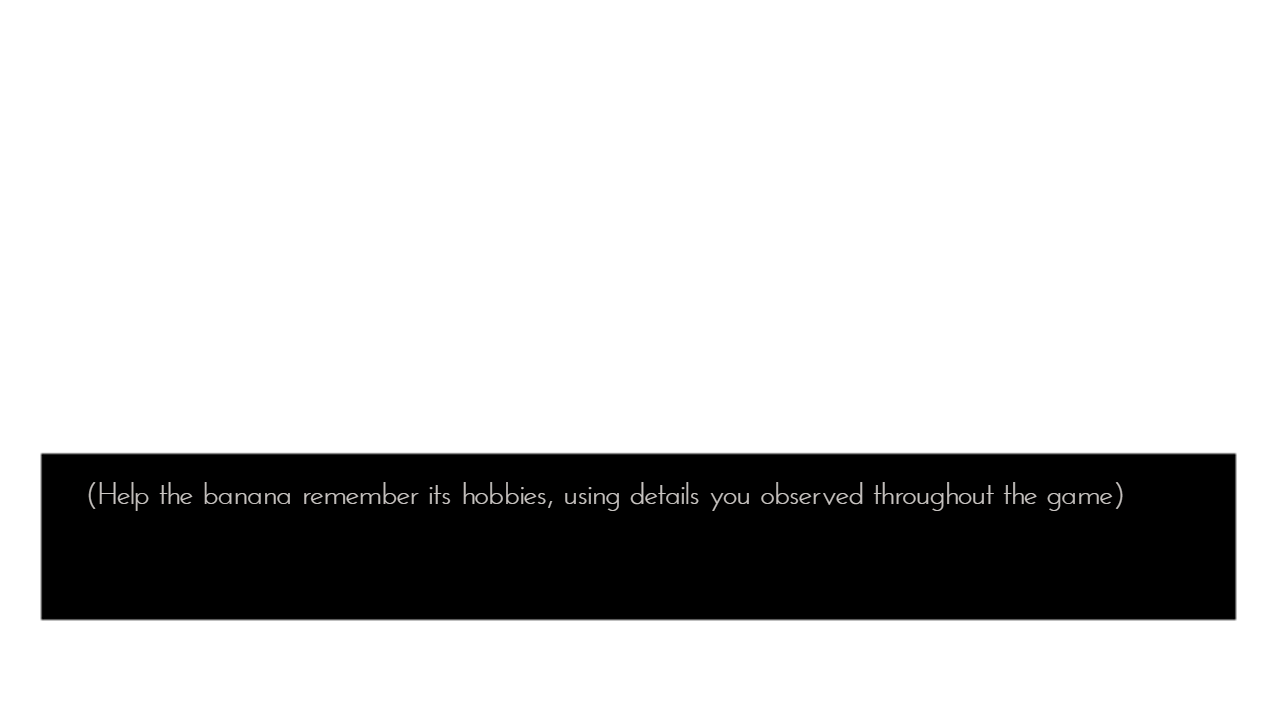 (Help the banana remember its hobbies, using details you observed throughout the game)